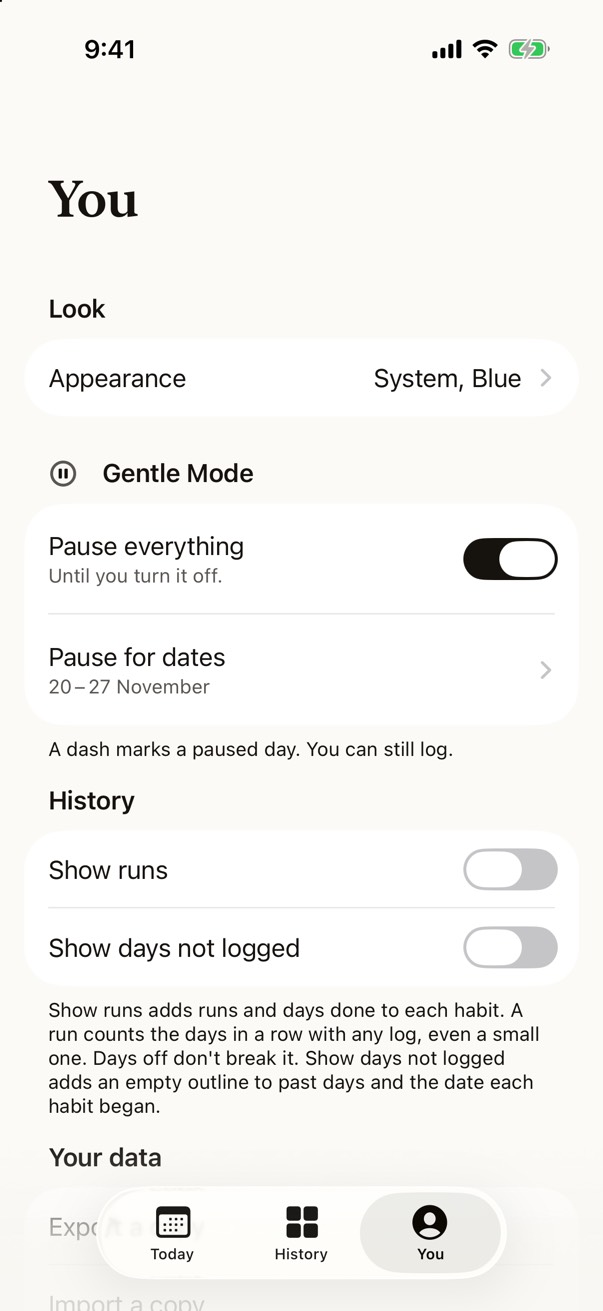 9:41
You
Look
Appearance
System, Blue
Gentle Mode
Pause everything
Until you turn it off.
Pause for dates
20 – 27 November
A dash marks a paused day. You can still log.
History
Show runs
Show days not logged
Show runs adds runs and days done to each habit. A
run counts the days in a row with any log, even a small
one. Days off don't break it. Show days not logged
adds an empty outline to past days and the date each
habit began.
Your data
Import a copy
Today
History
You